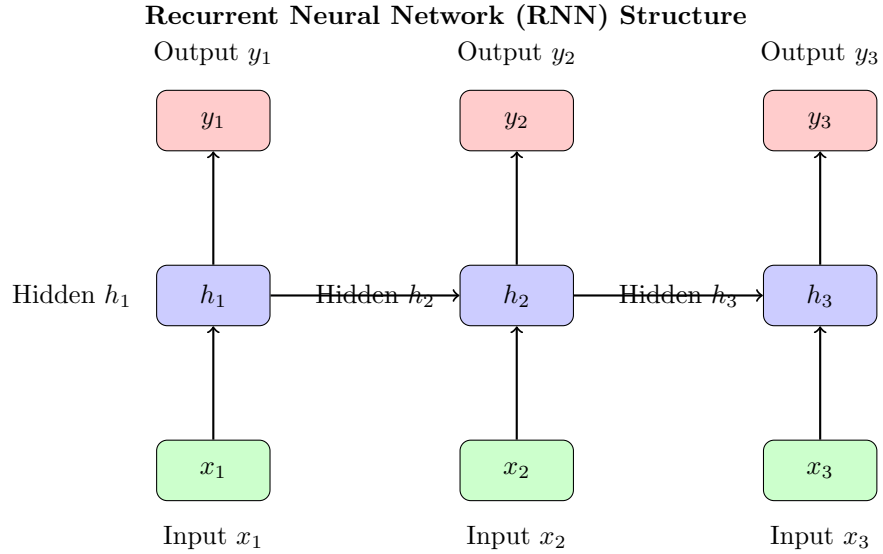 Recurrent Neural Network (RNN) Structure
Output y₁ Output y₂ Output y₃
y₁ y₂ y₃
Hidden h₁ h₁ Hidden h₂ h₂ Hidden h₃ h₃
x₁ x₂ x₃
Input x₁ Input x₂ Input x₃